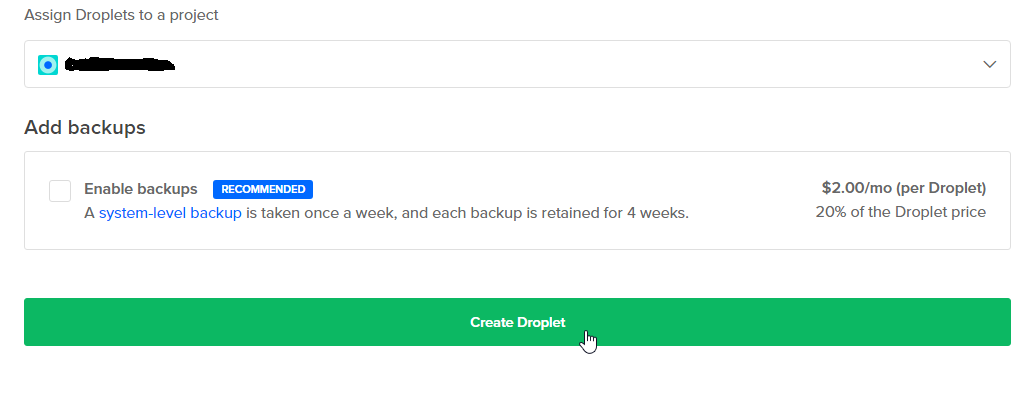 Assign Droplets to a project
Add backups
Enable backups RECOMMENDED
$2.00/mo (per Droplet)
A system-level backup is taken once a week, and each backup is retained for 4 weeks.
20% of the Droplet price
Create Droplet